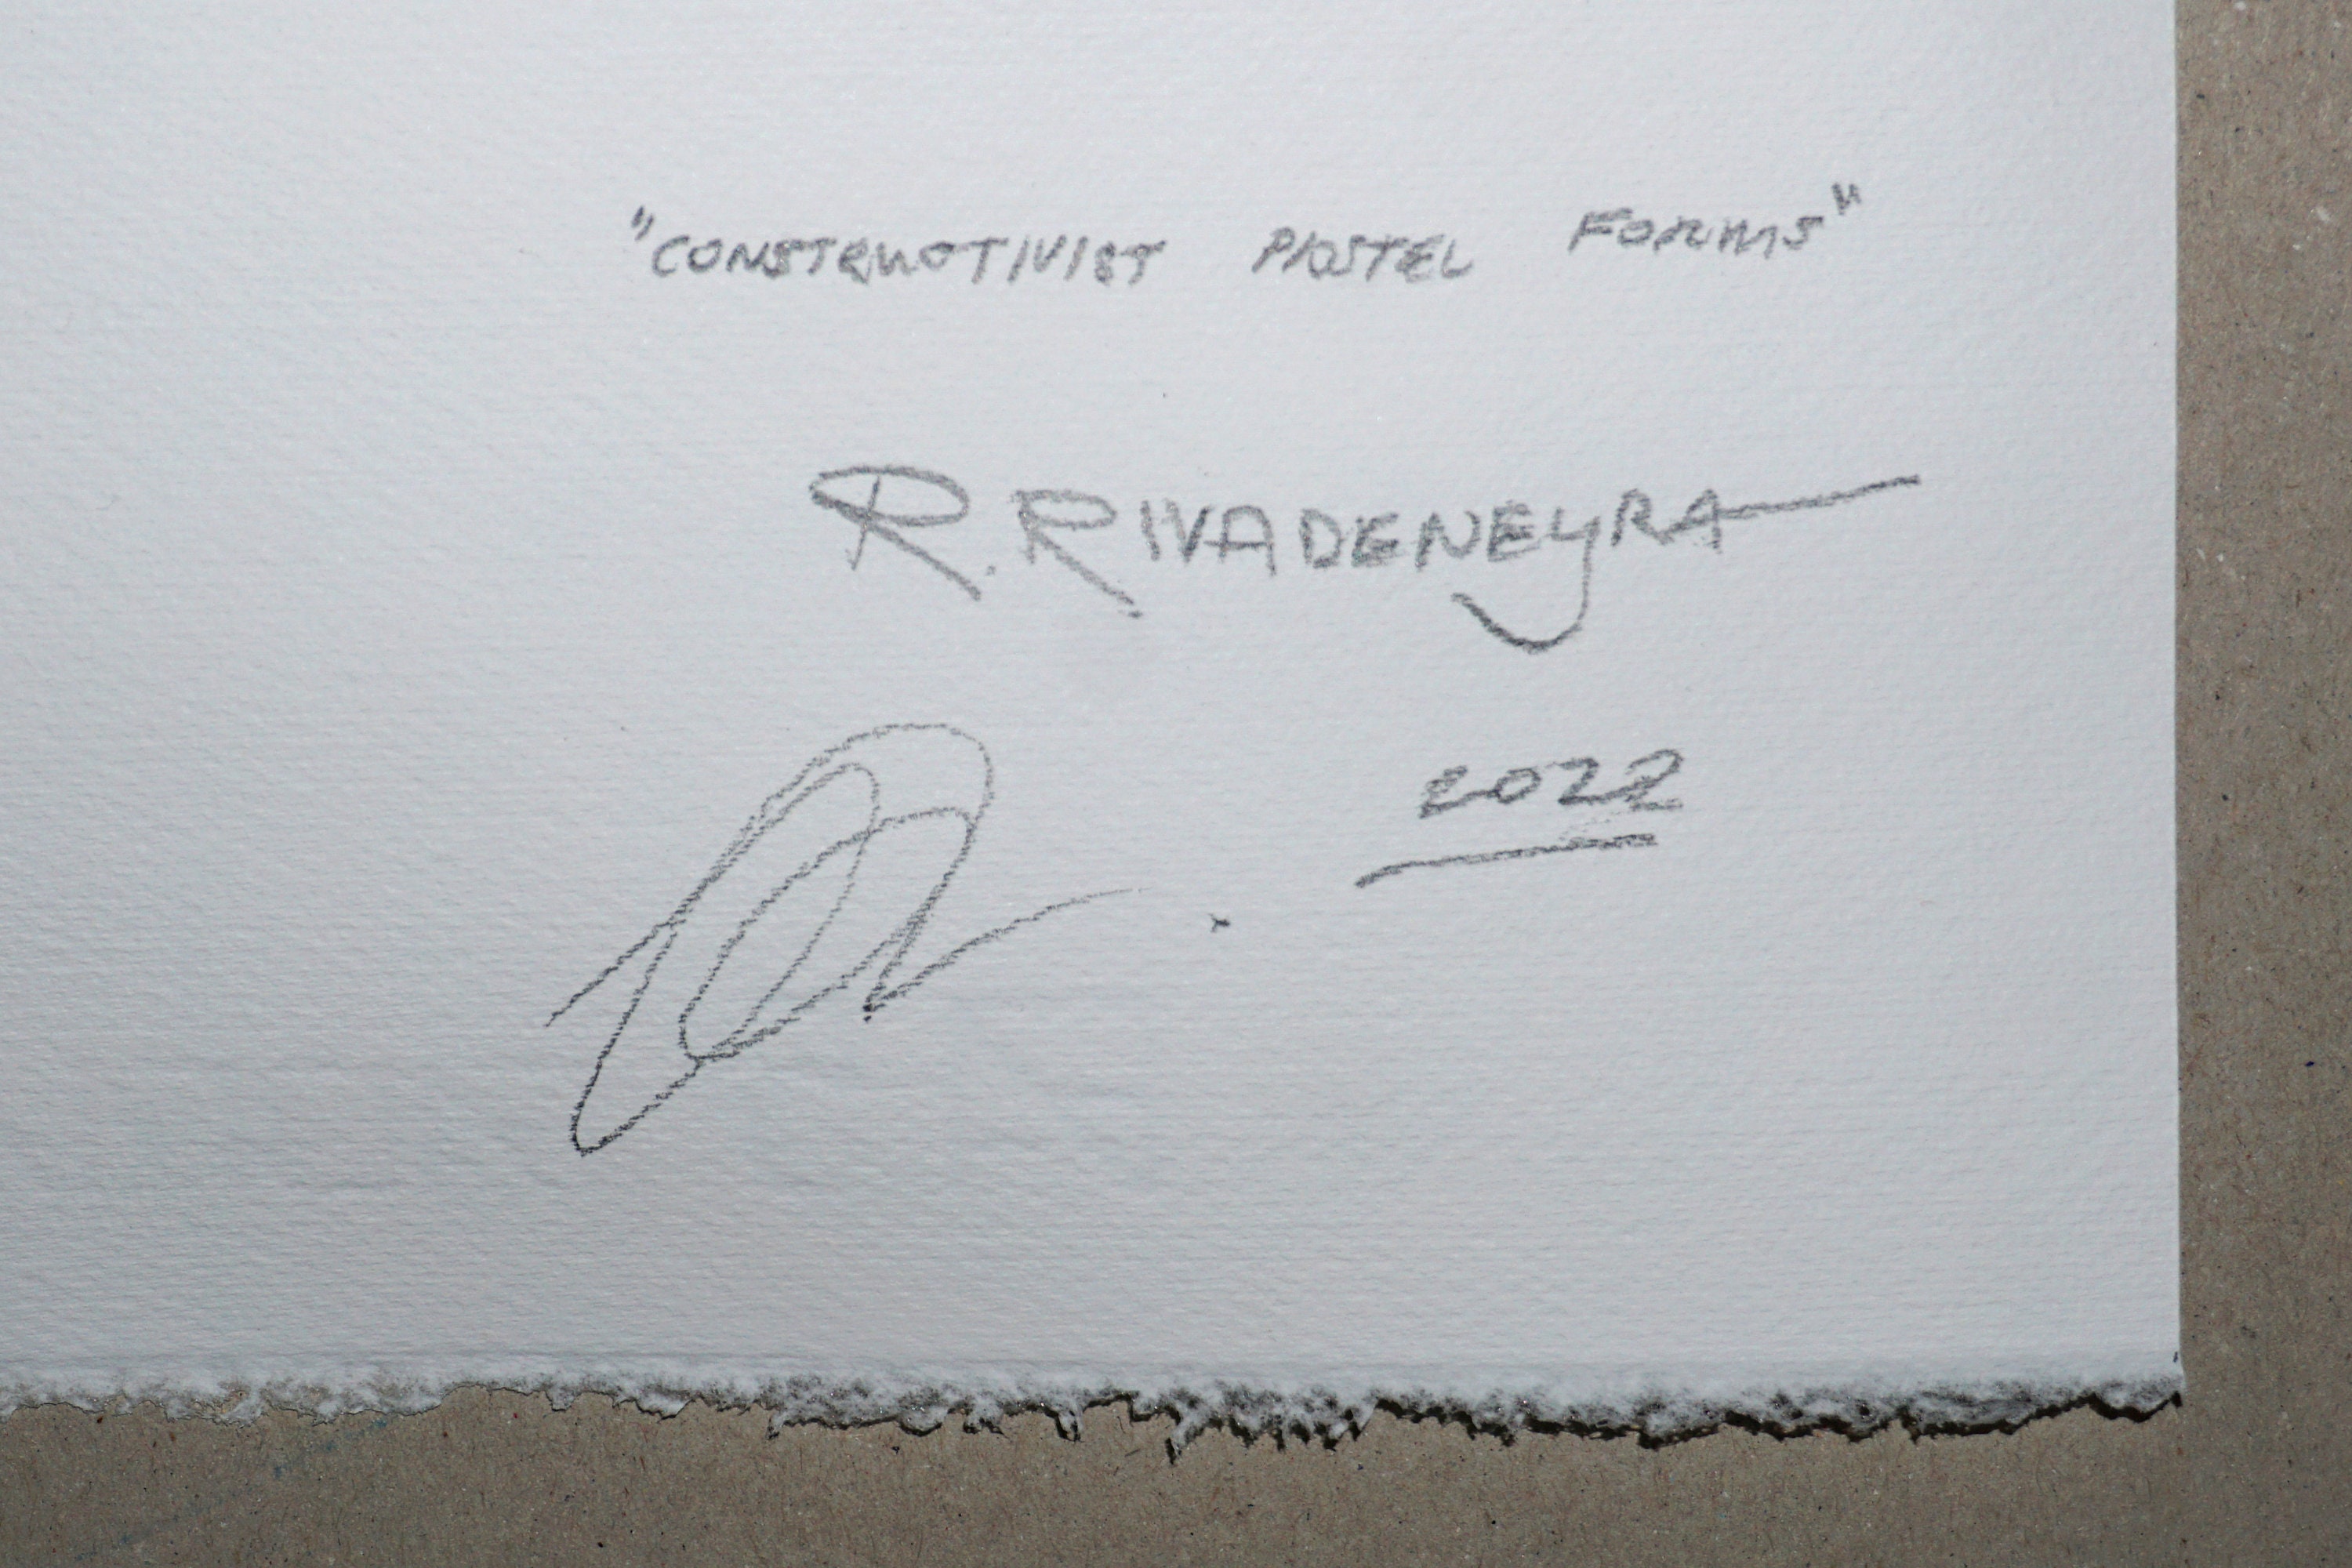 "CONSTRUCTIVIST PASTEL FORMS"
R. RIVADENEYRA
2022